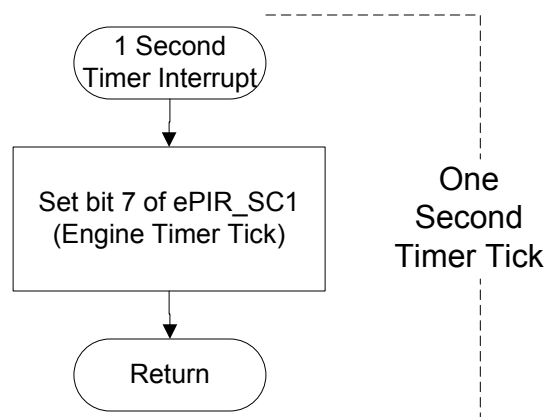 1 Second
Timer Interrupt
Set bit 7 of ePIR_SC1
(Engine Timer Tick)
Return
One
Second
Timer Tick